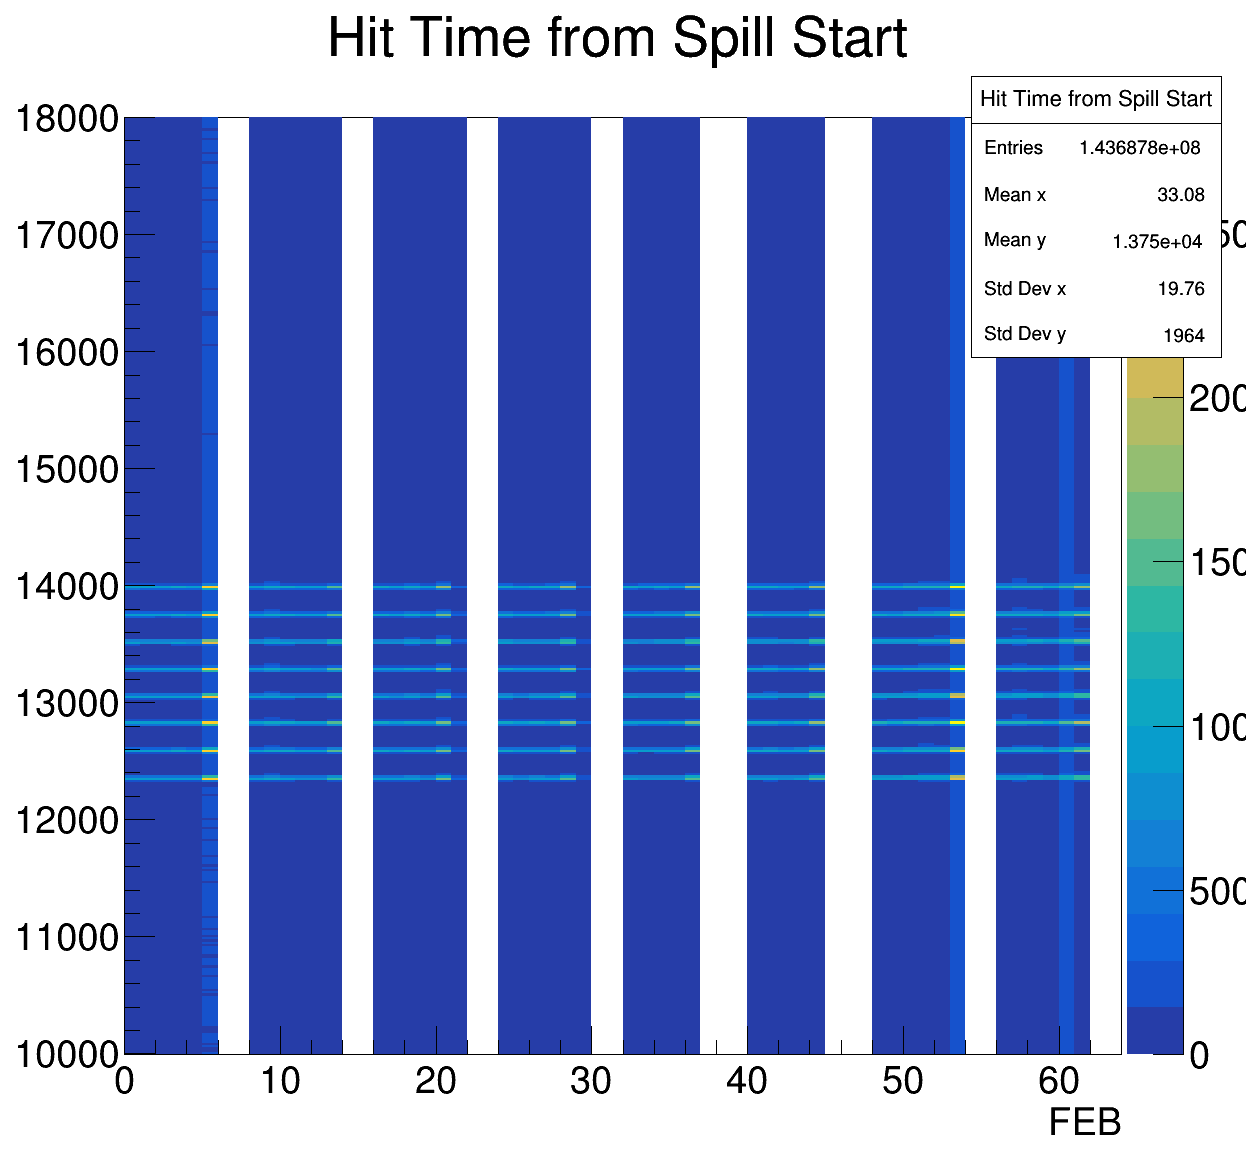 Hit Time from Spill Start
Hit Time from Spill Start
Entries 1.436878e+08
Mean x 33.08
Mean y 1.375e+04
Std Dev x 19.76
Std Dev y 1964
18000
17000
16000
15000
14000
13000
12000
11000
10000
0 10 20 30 40 50 60
FEB
50
200
150
100
500
0